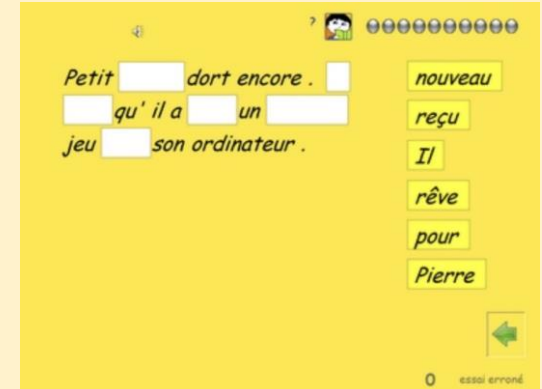 ?
Petit dort encore .
qu' il a un
jeu son ordinateur .
nouveau
reçu
Il
rêve
pour
Pierre
0 essai erroné